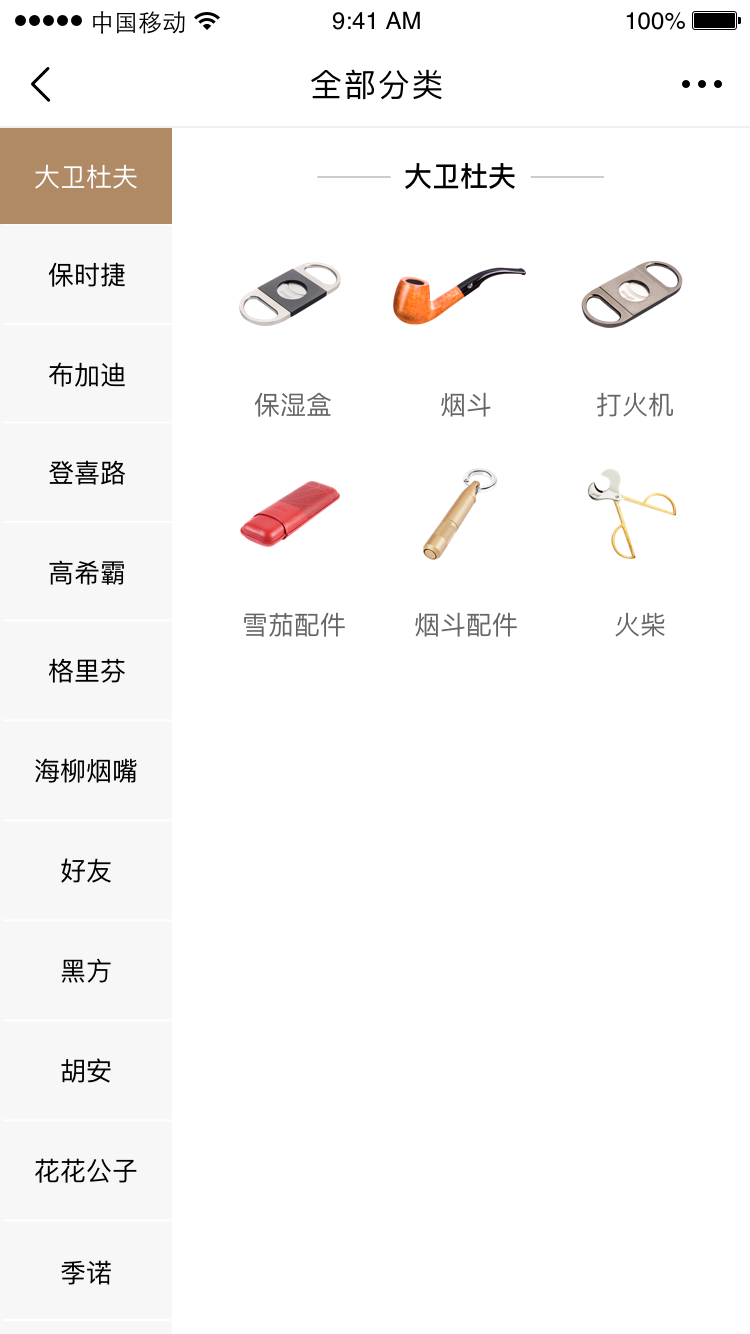 中国移动 9:41 AM 100%
全部分类
大卫杜夫
保时捷
布加迪
登喜路
高希霸
格里芬
海柳烟嘴
好友
黑方
胡安
花花公子
季诺
大卫杜夫
保湿盒 烟斗 打火机
雪茄配件 烟斗配件 火柴